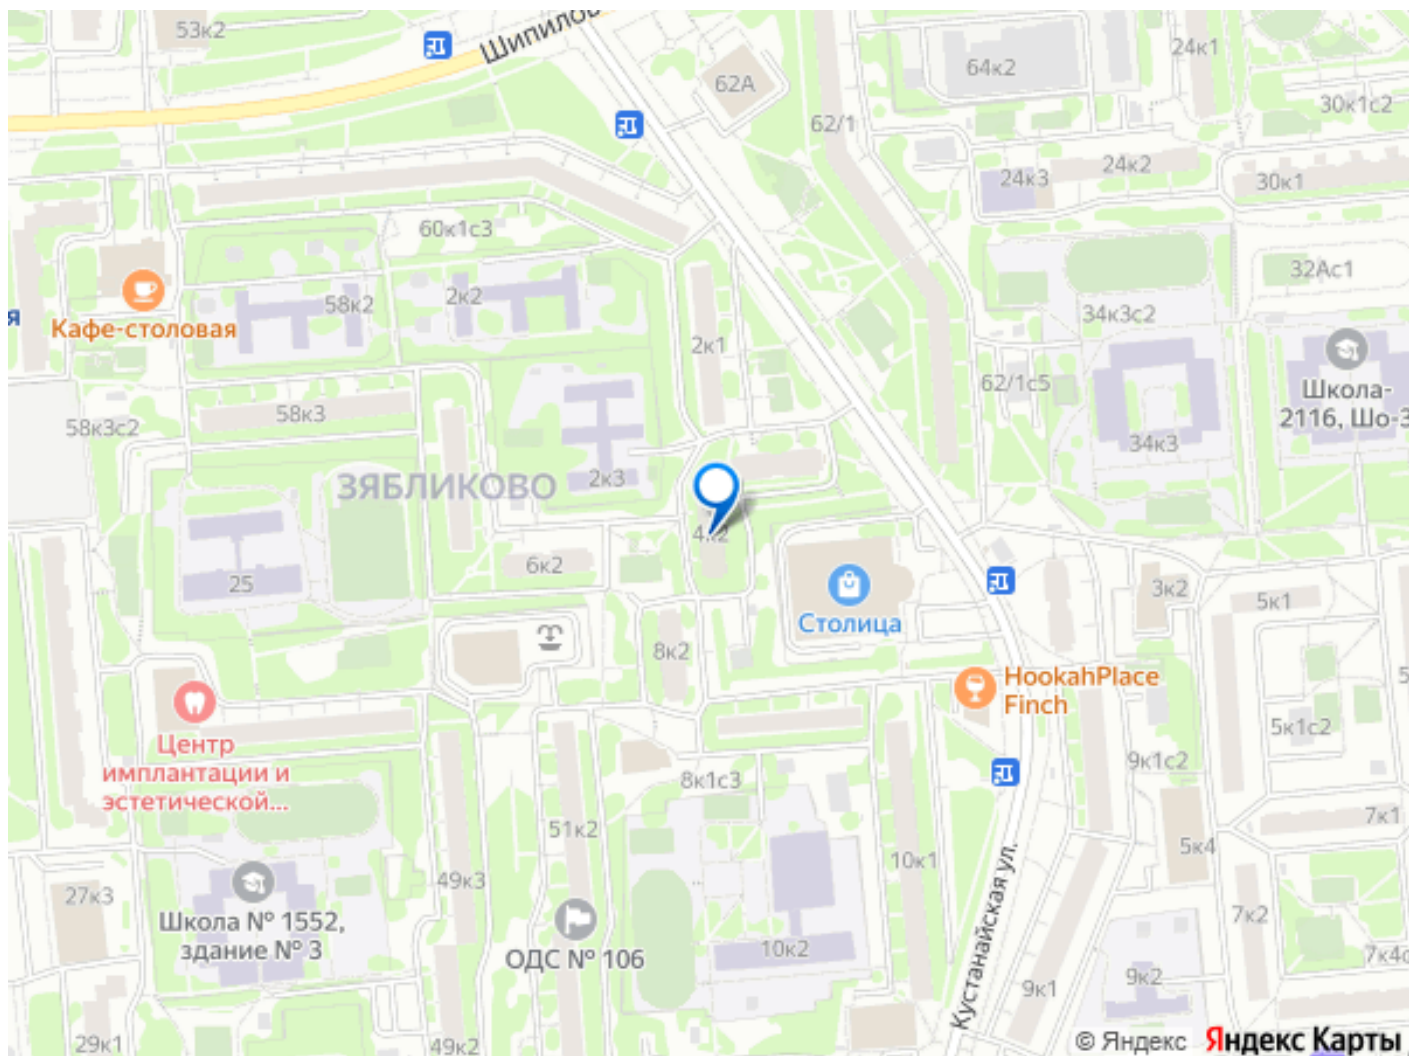 53к2
Шипилов
24к1
64к2
62А
30к1с2
62/1
24к2
24к3
30к1
60к1с3
32Ас1
58к2
2к2
34к3с2
я
Кафе-столовая
2к1
62/1с5
Школа-
2116, Шо-3
58к3
58к3с2
34к3
ЗЯБЛИКОВО
2к3
4к2
6к2
25
3к2
5к1
Столица
8к2
HookahPlace
Finch
5
5к1с2
Центр
имплантации и
эстетической...
9к1с2
8к1с3
7к1
51к2
5к4
10к1
49к3
27к3
7к2
Школа № 1552,
здание № 3
ОДС № 106
10к2
7к4с
Кустанайская ул.
9к2
9к1
29к1
49к2
© Яндекс
Яндекс Карты